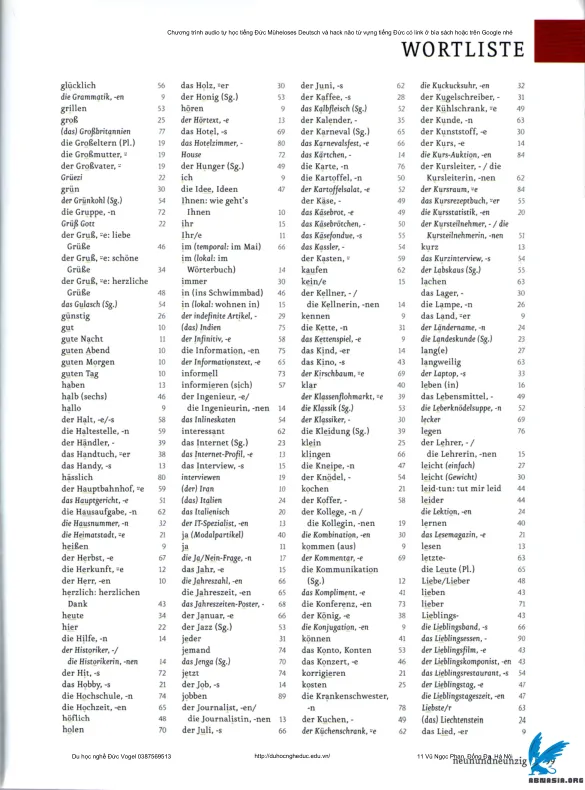 Chương trình audio tự học tiếng Đức Müheloses Deutsch và hack não từ vựng tiếng Đức có link ở bìa sách hoặc trên Google nhé
WORTLISTE
glücklich 56
die Grammatik, -en 9
grillen 53
groß 25
(das) Großbritannien 77
die Großeltern (Pl.) 19
die Großmutter, ¨ 19
der Großvater, ¨ 19
Grüezi 22
grün 30
der Grünkohl (Sg.) 54
die Gruppe, -n 72
Grüß Gott 22
der Gruß, ¨e: liebe
Grüße 46
der Gruß, ¨e: schöne
Grüße 34
der Gruß, ¨e: herzliche
Grüße 48
das Gulasch (Sg.) 54
günstig 26
gut 10
gute Nacht 11
guten Abend 10
guten Morgen 10
guten Tag 10
haben 13
halb (sechs) 46
hallo 9
der Halt, -e/-s 58
die Haltestelle, -n 59
der Händler, - 39
das Handtuch, ¨er 38
das Handy, -s 13
hässlich 80
der Hauptbahnhof, ¨e 59
das Hauptgericht, -e 51
die Hausaufgabe, -n 62
die Hausnummer, -n 32
die Heimatstadt, ¨e 21
heißen 9
der Herbst, -e 67
die Herkunft, ¨e 12
der Herr, -en 10
herzlich: herzlichen
Dank 43
heute 34
hier 22
die Hilfe, -n 14
der Historiker, -/
die Historikerin, -nen 14
der Hit, -s 72
das Hobby, -s 21
die Hochschule, -n 74
die Hochzeit, -en 65
höflich 48
holen 70
das Holz, ¨er 30
der Honig (Sg.) 53
hören 9
der Hörtext, -e 13
das Hotel, -s 69
das Hotelzimmer, - 80
House 72
der Hunger (Sg.) 49
ich 9
die Idee, Ideen 47
Ihnen: wie geht's
Ihnen 10
ihr 15
Ihr/e 11
im (temporal: im Mai) 66
im (lokal: im
Wörterbuch) 14
immer 30
in (ins Schwimmbad) 46
in (lokal: wohnen in) 15
der indefinite Artikel, - 29
(das) Indien 75
der Infinitiv, -e 58
die Information, -en 75
der Informationstext, -e 65
informell 73
informieren (sich) 57
der Ingenieur, -e/
die Ingenieurin, -nen 14
das Inlineskaten 54
interessant 62
das Internet (Sg.) 23
das Internet-Profil, -e 13
das Interview, -s 15
interviewen 19
(der) Iran 10
(das) Italien 24
das Italienisch 20
der IT-Spezialist, -en 13
ja (Modalpartikel) 40
ja 11
die Ja/Nein-Frage, -n 17
das Jahr, -e 15
die Jahreszahl, -en 66
die Jahreszeit, -en 65
das Jahreszeiten-Poster, - 68
der Januar, -e 66
der Jazz (Sg.) 53
jeder 31
jemand 74
das Jenga (Sg.) 70
jetzt 74
der Job, -s 14
jobben 89
der Journalist, -en/
die Journalistin, -nen 13
der Juli, -s 66
der Juni, -s 62
der Kaffee, -s 28
das Kalbfleisch (Sg.) 52
der Kalender, - 35
der Karneval (Sg.) 65
das Karnevalsfest, -e 66
das Kärtchen, - 14
die Karte, -n 76
die Kartoffel, -n 50
der Kartoffelsalat, -e 52
der Käse, - 49
das Käsebrot, -e 49
das Käsebrötchen, - 50
das Käsefondue, -s 55
das Kassler, - 54
der Kasten, ¨ 59
kaufen 62
kein/e 15
der Kellner, - /
die Kellnerin, -nen 14
kennen 9
die Kette, -n 31
das Kettenspiel, -e 9
das Kind, -er 14
das Kino, -s 43
der Kirschbaum, ¨e 69
klar 40
der Klassenflohmarkt, ¨e 39
die Klassik (Sg.) 53
der Klassiker, - 30
die Kleidung (Sg.) 39
klein 25
klingen 66
die Kneipe, -n 47
der Knödel, - 54
kochen 21
der Koffer, - 58
der Kollege, -n /
die Kollegin, -nen 19
die Kombination, -en 30
kommen (aus) 9
der Kommentar, -e 69
die Kommunikation
(Sg.) 12
das Kompliment, -e 41
die Konferenz, -en 73
der König, -e 38
die Konjugation, -en 9
können 41
das Konto, Konten 53
das Konzert, -e 46
korrigieren 21
kosten 25
die Krankenschwester,
-n 78
der Kuchen, - 49
der Küchenschrank, ¨e 62
die Kuckucksuhr, -en 32
der Kugelschreiber, - 31
der Kühlschrank, ¨e 49
der Kunde, -n 63
der Kunststoff, -e 30
der Kurs, -e 14
die Kurs-Auktion, -en 84
der Kursleiter, - / die
Kursleiterin, -nen 62
der Kursraum, ¨e 84
das Kursrezeptbuch, ¨er 55
die Kursstatistik, -en 20
der Kursteilnehmer, - / die
Kursteilnehmerin, -nen 51
kurz 13
das Kurzinterview, -s 54
der Labskaus (Sg.) 55
lachen 63
das Lager, - 30
die Lampe, -n 26
das Land, ¨er 9
der Ländername, -n 24
die Landeskunde (Sg.) 23
lang(e) 27
langweilig 63
der Laptop, -s 33
leben (in) 16
das Lebensmittel, - 49
die Leberknödelsuppe, -n 52
lecker 69
legen 76
der Lehrer, - /
die Lehrerin, -nen 15
leicht (einfach) 27
leicht (Gewicht) 30
leid·tun: tut mir leid 44
leider 44
die Lektion, -en 24
lernen 40
das Lesemagazin, -e 21
lesen 13
letzte- 63
die Leute (Pl.) 65
Liebe/Lieber 48
lieben 43
lieber 71
Lieblings- 43
die Lieblingsband, -s 66
das Lieblingsessen, - 90
der Lieblingsfilm, -e 43
der Lieblingskomponist, -en 43
das Lieblingsrestaurant, -s 54
der Lieblingstag, -e 47
die Lieblingstageszeit, -en 47
Liebste/r 63
(das) Liechtenstein 24
das Lied, -er 9
Du học nghề Đức Vogel 0387569513
http://duhocngheduc.edu.vn/
11 Vũ Ngọc Phan, Đống Đa, Hà Nội
neunundneunzig 99
ABMASIA.ORG